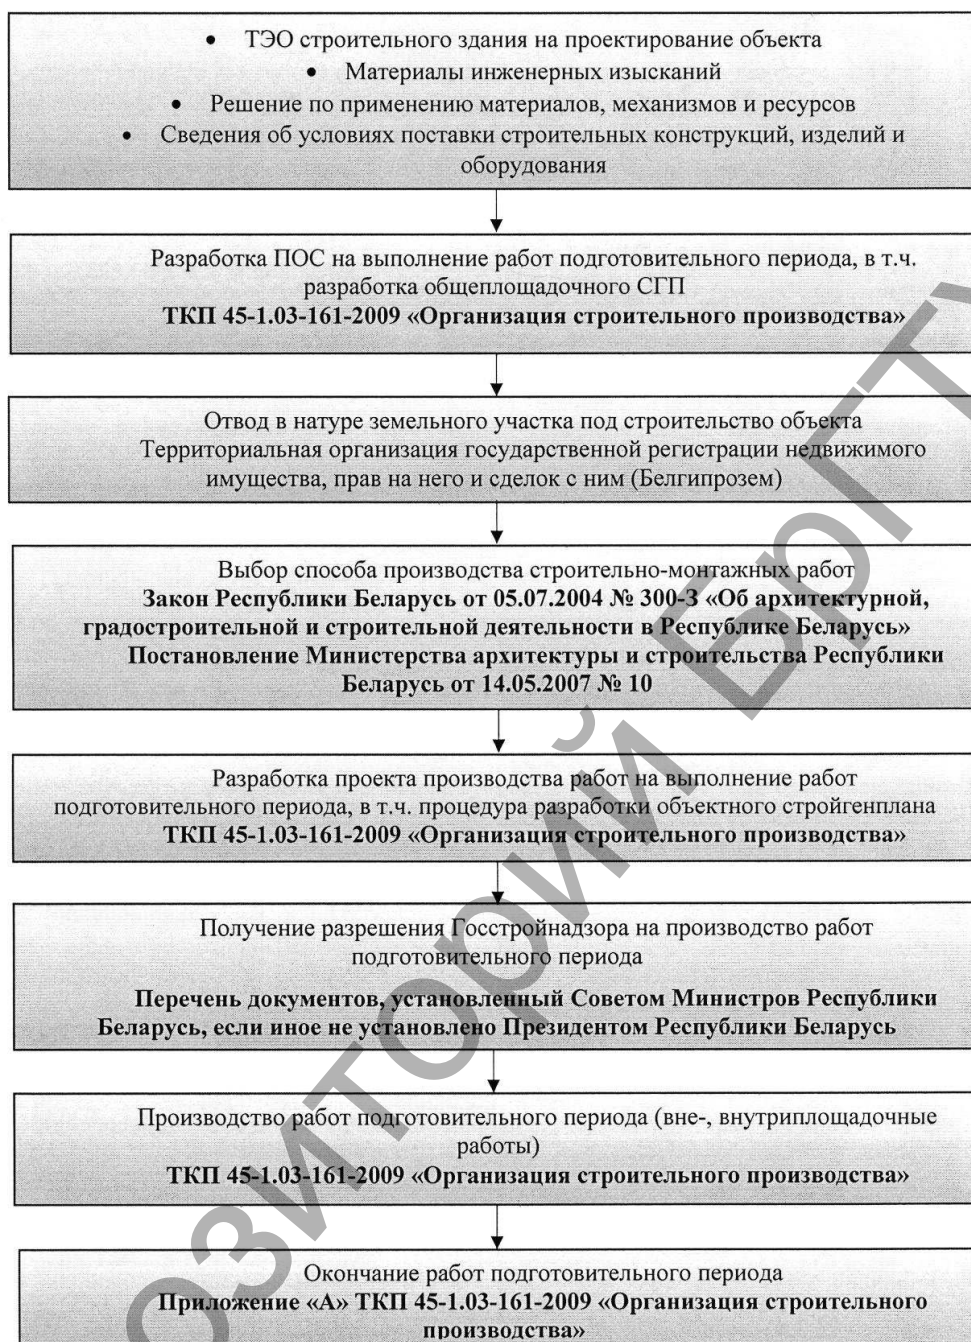 • ТЭО строительного здания на проектирование объекта
• Материалы инженерных изысканий
• Решение по применению материалов, механизмов и ресурсов
• Сведения об условиях поставки строительных конструкций, изделий и
оборудования
Разработка ПОС на выполнение работ подготовительного периода, в т.ч.
разработка общеплощадочного СГП
ТКП 45-1.03-161-2009 «Организация строительного производства»
Отвод в натуре земельного участка под строительство объекта
Территориальная организация государственной регистрации недвижимого
имущества, прав на него и сделок с ним (Белгипрозем)
Выбор способа производства строительно-монтажных работ
Закон Республики Беларусь от 05.07.2004 № 300-З «Об архитектурной,
градостроительной и строительной деятельности в Республике Беларусь»
Постановление Министерства архитектуры и строительства Республики
Беларусь от 14.05.2007 № 10
Разработка проекта производства работ на выполнение работ
подготовительного периода, в т.ч. процедура разработки объектного стройгенплана
ТКП 45-1.03-161-2009 «Организация строительного производства»
Получение разрешения Госстройнадзора на производство работ
подготовительного периода
Перечень документов, установленный Советом Министров Республики
Беларусь, если иное не установлено Президентом Республики Беларусь
Производство работ подготовительного периода (вне-, внутриплощадочные
работы)
ТКП 45-1.03-161-2009 «Организация строительного производства»
Окончание работ подготовительного периода
Приложение «А» ТКП 45-1.03-161-2009 «Организация строительного
производства»
озиторий БрГТУ